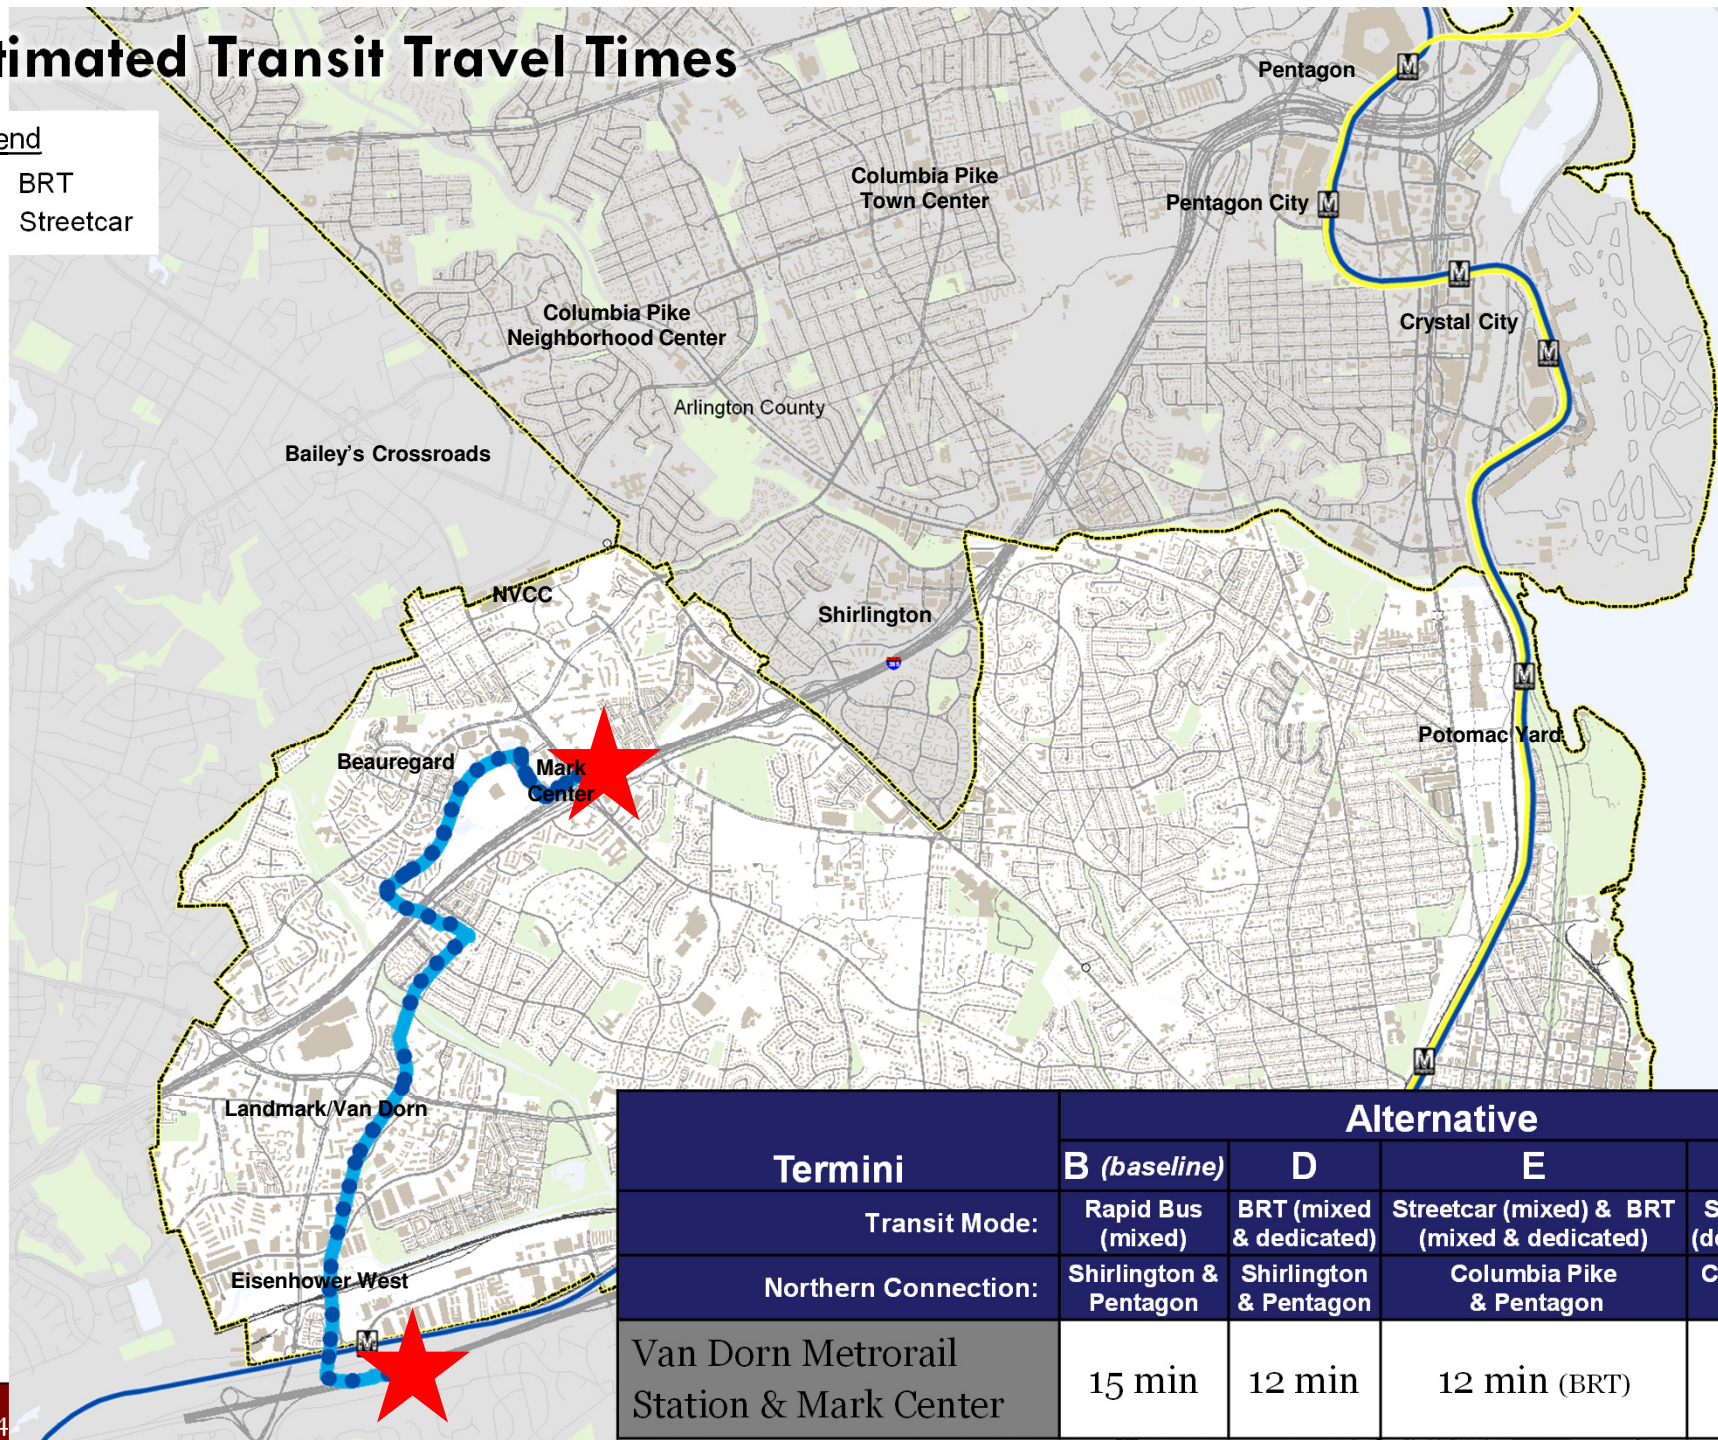 timated Transit Travel Times
end
BRT
Streetcar
Pentagon
Columbia Pike
Town Center
Pentagon City
Columbia Pike
Neighborhood Center
Crystal City
Arlington County
Bailey's Crossroads
NVCC
Shirlington
395
Potomac Yard
Beauregard
Mark
Center
Landmark/Van Dorn
Eisenhower West
M
M
M
M
M
M
M
Termini
Alternative
B (baseline)
D
E
Transit Mode:
Rapid Bus
(mixed)
BRT (mixed
& dedicated)
Streetcar (mixed) & BRT
(mixed & dedicated)
S
(de
Northern Connection:
Shirlington &
Pentagon
Shirlington
& Pentagon
Columbia Pike
& Pentagon
C
Van Dorn Metrorail
Station & Mark Center
15 min
12 min
12 min (BRT)
4